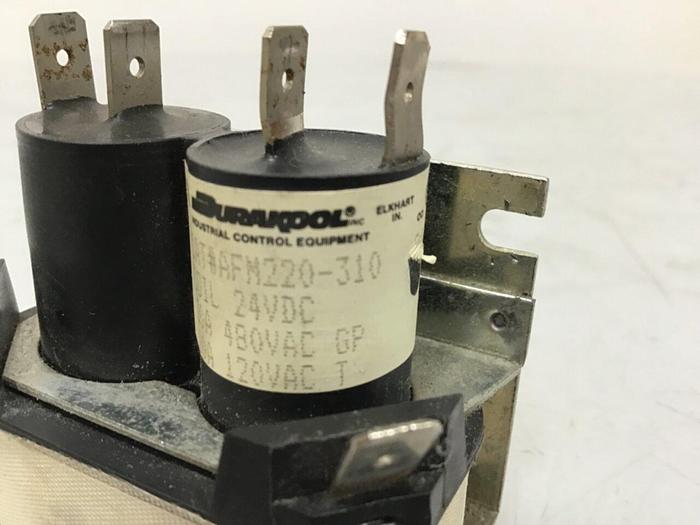 DURAKOOL® INC ELKHART
IN.
INDUSTRIAL CONTROL EQUIPMENT
#AFM220-310
24VDC
480VAC GP
120VAC T